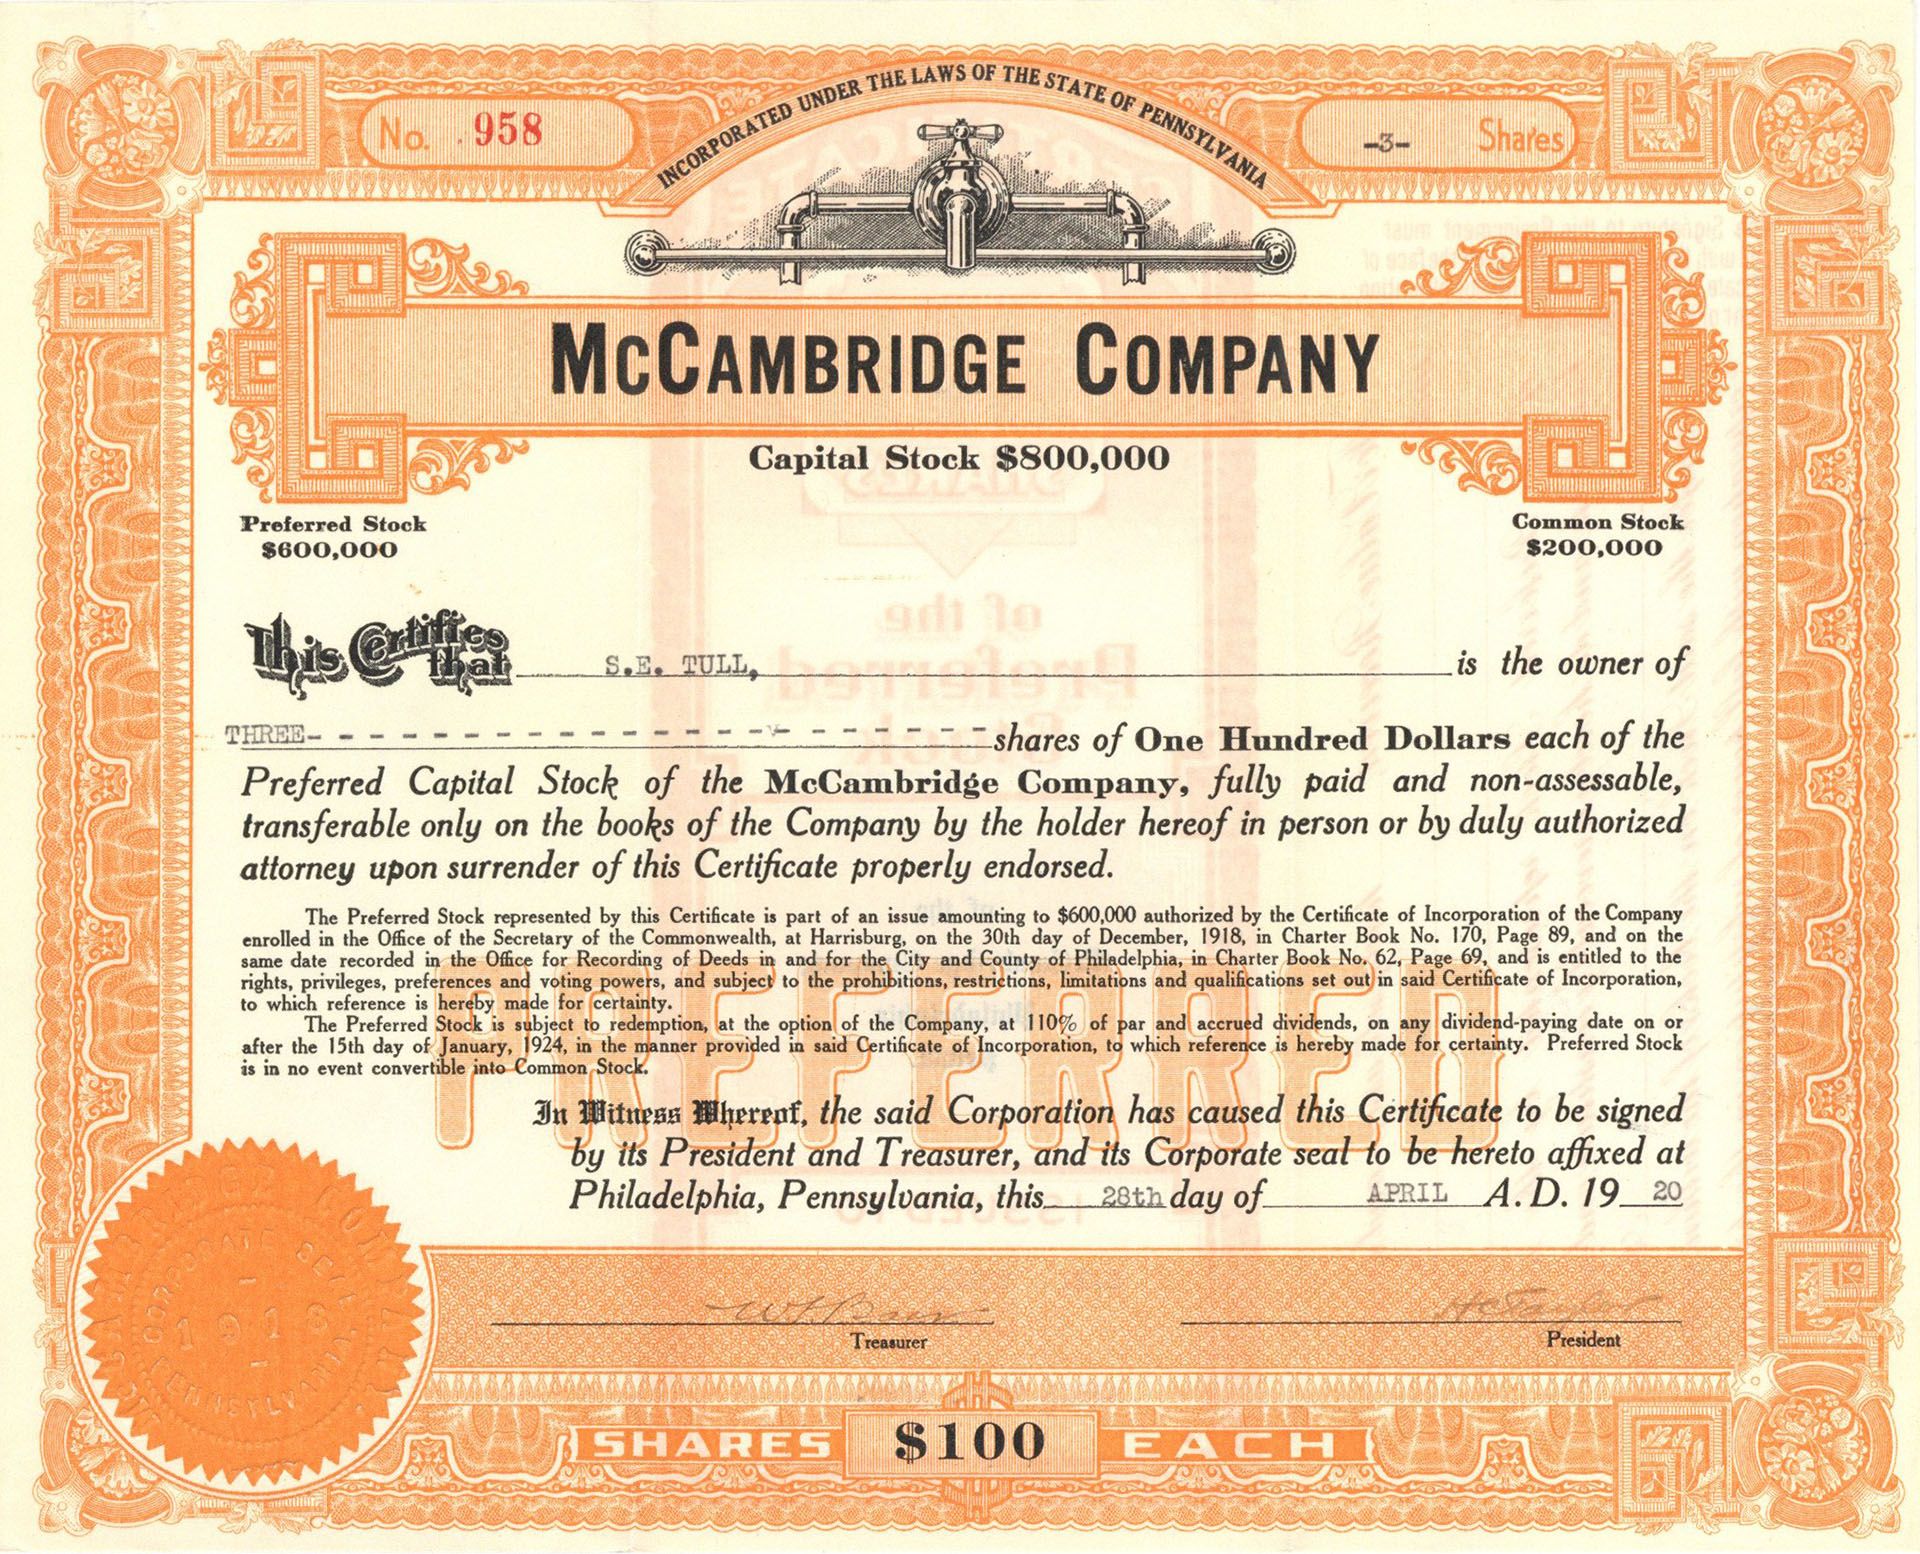 INCORPORATED UNDER THE LAWS OF THE STATE OF PENNSYLVANIA
No. 958
-3- Shares
McCambridge Company
Capital Stock $800,000
Preferred Stock
$600,000
Common Stock
$200,000
This Certifies that S.E. TULL, is the owner of
THREE- - - - - - - - - - - - - - - - - - - - - - shares of One Hundred Dollars each of the
Preferred Capital Stock of the McCambridge Company, fully paid and non-assessable,
transferable only on the books of the Company by the holder hereof in person or by duly authorized
attorney upon surrender of this Certificate properly endorsed.
The Preferred Stock represented by this Certificate is part of an issue amounting to $600,000 authorized by the Certificate of Incorporation of the Company
enrolled in the Office of the Secretary of the Commonwealth, at Harrisburg, on the 30th day of December, 1918, in Charter Book No. 170, Page 89, and on the
same date recorded in the Office for Recording of Deeds in and for the City and County of Philadelphia, in Charter Book No. 62, Page 69, and is entitled to the
rights, privileges, preferences and voting powers, and subject to the prohibitions, restrictions, limitations and qualifications set out in said Certificate of Incorporation,
to which reference is hereby made for certainty.
The Preferred Stock is subject to redemption, at the option of the Company, at 110% of par and accrued dividends, on any dividend-paying date on or
after the 15th day of January, 1924, in the manner provided in said Certificate of Incorporation, to which reference is hereby made for certainty. Preferred Stock
is in no event convertible into Common Stock.
PREFERRED
In Witness Whereof, the said Corporation has caused this Certificate to be signed
by its President and Treasurer, and its Corporate seal to be hereto affixed at
Philadelphia, Pennsylvania, this 28th day of APRIL A.D. 19 20
McCAMBRIDGE COMPANY
CORPORATE SEAL
1918
PENNSYLVANIA
Treasurer
H C Taylor
President
SHARES $100 EACH